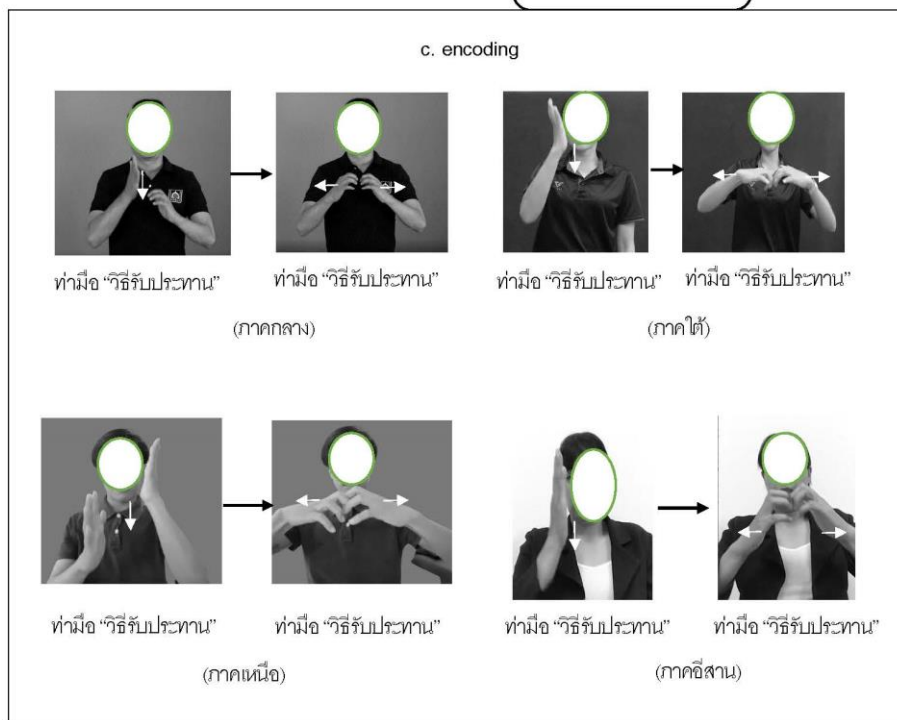 c. encoding
ท่ามือ “วิธีรับประทาน” ท่ามือ “วิธีรับประทาน” ท่ามือ “วิธีรับประทาน” ท่ามือ “วิธีรับประทาน”
(ภาคกลาง) (ภาคใต้)
ท่ามือ “วิธีรับประทาน” ท่ามือ “วิธีรับประทาน” ท่ามือ “วิธีรับประทาน” ท่ามือ “วิธีรับประทาน”
(ภาคเหนือ) (ภาคอีสาน)